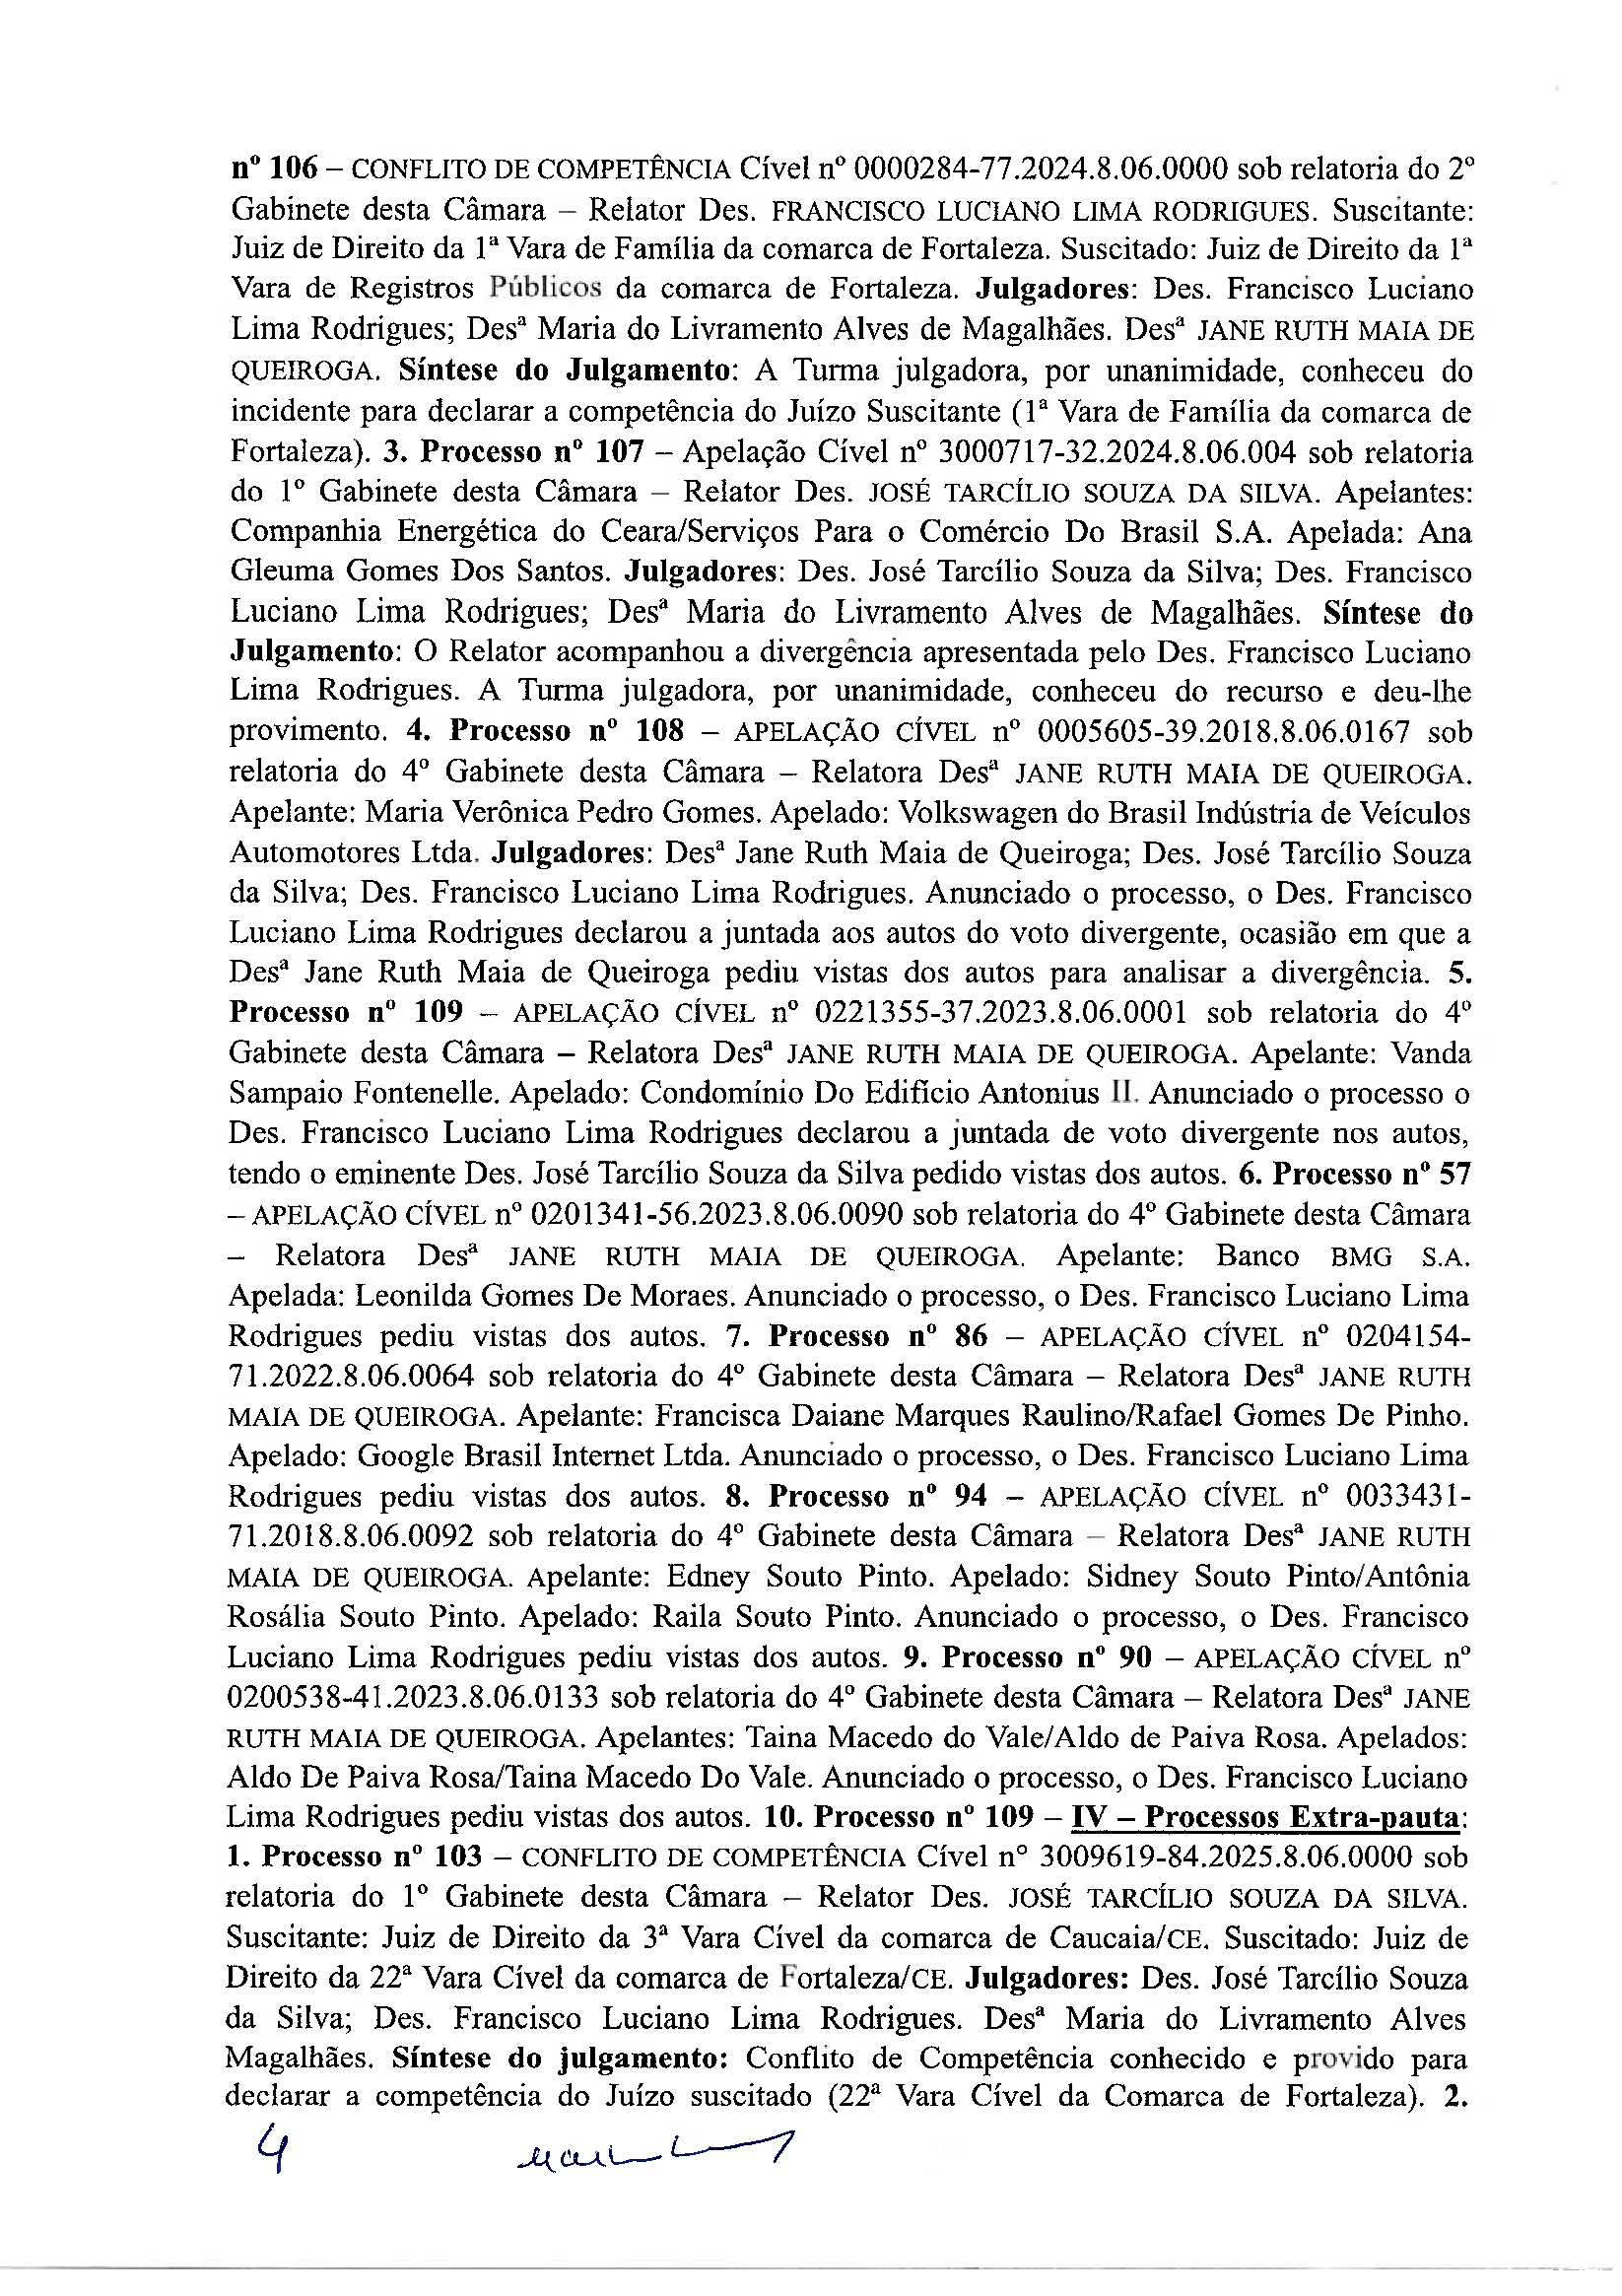 nº 106 – CONFLITO DE COMPETÊNCIA Cível nº 0000284-77.2024.8.06.0000 sob relatoria do 2º
Gabinete desta Câmara – Relator Des. FRANCISCO LUCIANO LIMA RODRIGUES. Suscitante:
Juiz de Direito da 1ª Vara de Família da comarca de Fortaleza. Suscitado: Juiz de Direito da 1ª
Vara de Registros Públicos da comarca de Fortaleza. Julgadores: Des. Francisco Luciano
Lima Rodrigues; Desª Maria do Livramento Alves de Magalhães. Desª JANE RUTH MAIA DE
QUEIROGA. Síntese do Julgamento: A Turma julgadora, por unanimidade, conheceu do
incidente para declarar a competência do Juízo Suscitante (1ª Vara de Família da comarca de
Fortaleza). 3. Processo nº 107 – Apelação Cível nº 3000717-32.2024.8.06.004 sob relatoria
do 1º Gabinete desta Câmara – Relator Des. JOSÉ TARCÍLIO SOUZA DA SILVA. Apelantes:
Companhia Energética do Ceara/Serviços Para o Comércio Do Brasil S.A. Apelada: Ana
Gleuma Gomes Dos Santos. Julgadores: Des. José Tarcílio Souza da Silva; Des. Francisco
Luciano Lima Rodrigues; Desª Maria do Livramento Alves de Magalhães. Síntese do
Julgamento: O Relator acompanhou a divergência apresentada pelo Des. Francisco Luciano
Lima Rodrigues. A Turma julgadora, por unanimidade, conheceu do recurso e deu-lhe
provimento. 4. Processo nº 108 – APELAÇÃO CÍVEL nº 0005605-39.2018.8.06.0167 sob
relatoria do 4º Gabinete desta Câmara – Relatora Desª JANE RUTH MAIA DE QUEIROGA.
Apelante: Maria Verônica Pedro Gomes. Apelado: Volkswagen do Brasil Indústria de Veículos
Automotores Ltda. Julgadores: Desª Jane Ruth Maia de Queiroga; Des. José Tarcílio Souza
da Silva; Des. Francisco Luciano Lima Rodrigues. Anunciado o processo, o Des. Francisco
Luciano Lima Rodrigues declarou a juntada aos autos do voto divergente, ocasião em que a
Desª Jane Ruth Maia de Queiroga pediu vistas dos autos para analisar a divergência. 5.
Processo nº 109 – APELAÇÃO CÍVEL nº 0221355-37.2023.8.06.0001 sob relatoria do 4º
Gabinete desta Câmara – Relatora Desª JANE RUTH MAIA DE QUEIROGA. Apelante: Vanda
Sampaio Fontenelle. Apelado: Condomínio Do Edifício Antonius II. Anunciado o processo o
Des. Francisco Luciano Lima Rodrigues declarou a juntada de voto divergente nos autos,
tendo o eminente Des. José Tarcílio Souza da Silva pedido vistas dos autos. 6. Processo nº 57
– APELAÇÃO CÍVEL nº 0201341-56.2023.8.06.0090 sob relatoria do 4º Gabinete desta Câmara
– Relatora Desª JANE RUTH MAIA DE QUEIROGA. Apelante: Banco BMG S.A.
Apelada: Leonilda Gomes De Moraes. Anunciado o processo, o Des. Francisco Luciano Lima
Rodrigues pediu vistas dos autos. 7. Processo nº 86 – APELAÇÃO CÍVEL nº 0204154-
71.2022.8.06.0064 sob relatoria do 4º Gabinete desta Câmara – Relatora Desª JANE RUTH
MAIA DE QUEIROGA. Apelante: Francisca Daiane Marques Raulino/Rafael Gomes De Pinho.
Apelado: Google Brasil Internet Ltda. Anunciado o processo, o Des. Francisco Luciano Lima
Rodrigues pediu vistas dos autos. 8. Processo nº 94 – APELAÇÃO CÍVEL nº 0033431-
71.2018.8.06.0092 sob relatoria do 4º Gabinete desta Câmara – Relatora Desª JANE RUTH
MAIA DE QUEIROGA. Apelante: Edney Souto Pinto. Apelado: Sidney Souto Pinto/Antônia
Rosália Souto Pinto. Apelado: Raila Souto Pinto. Anunciado o processo, o Des. Francisco
Luciano Lima Rodrigues pediu vistas dos autos. 9. Processo nº 90 – APELAÇÃO CÍVEL nº
0200538-41.2023.8.06.0133 sob relatoria do 4º Gabinete desta Câmara – Relatora Desª JANE
RUTH MAIA DE QUEIROGA. Apelantes: Taina Macedo do Vale/Aldo de Paiva Rosa. Apelados:
Aldo De Paiva Rosa/Taina Macedo Do Vale. Anunciado o processo, o Des. Francisco Luciano
Lima Rodrigues pediu vistas dos autos. 10. Processo nº 109 – IV – Processos Extra-pauta:
1. Processo nº 103 – CONFLITO DE COMPETÊNCIA Cível n° 3009619-84.2025.8.06.0000 sob
relatoria do 1º Gabinete desta Câmara – Relator Des. JOSÉ TARCÍLIO SOUZA DA SILVA.
Suscitante: Juiz de Direito da 3ª Vara Cível da comarca de Caucaia/CE. Suscitado: Juiz de
Direito da 22ª Vara Cível da comarca de Fortaleza/CE. Julgadores: Des. José Tarcílio Souza
da Silva; Des. Francisco Luciano Lima Rodrigues. Desª Maria do Livramento Alves
Magalhães. Síntese do julgamento: Conflito de Competência conhecido e provido para
declarar a competência do Juízo suscitado (22ª Vara Cível da Comarca de Fortaleza). 2.
4